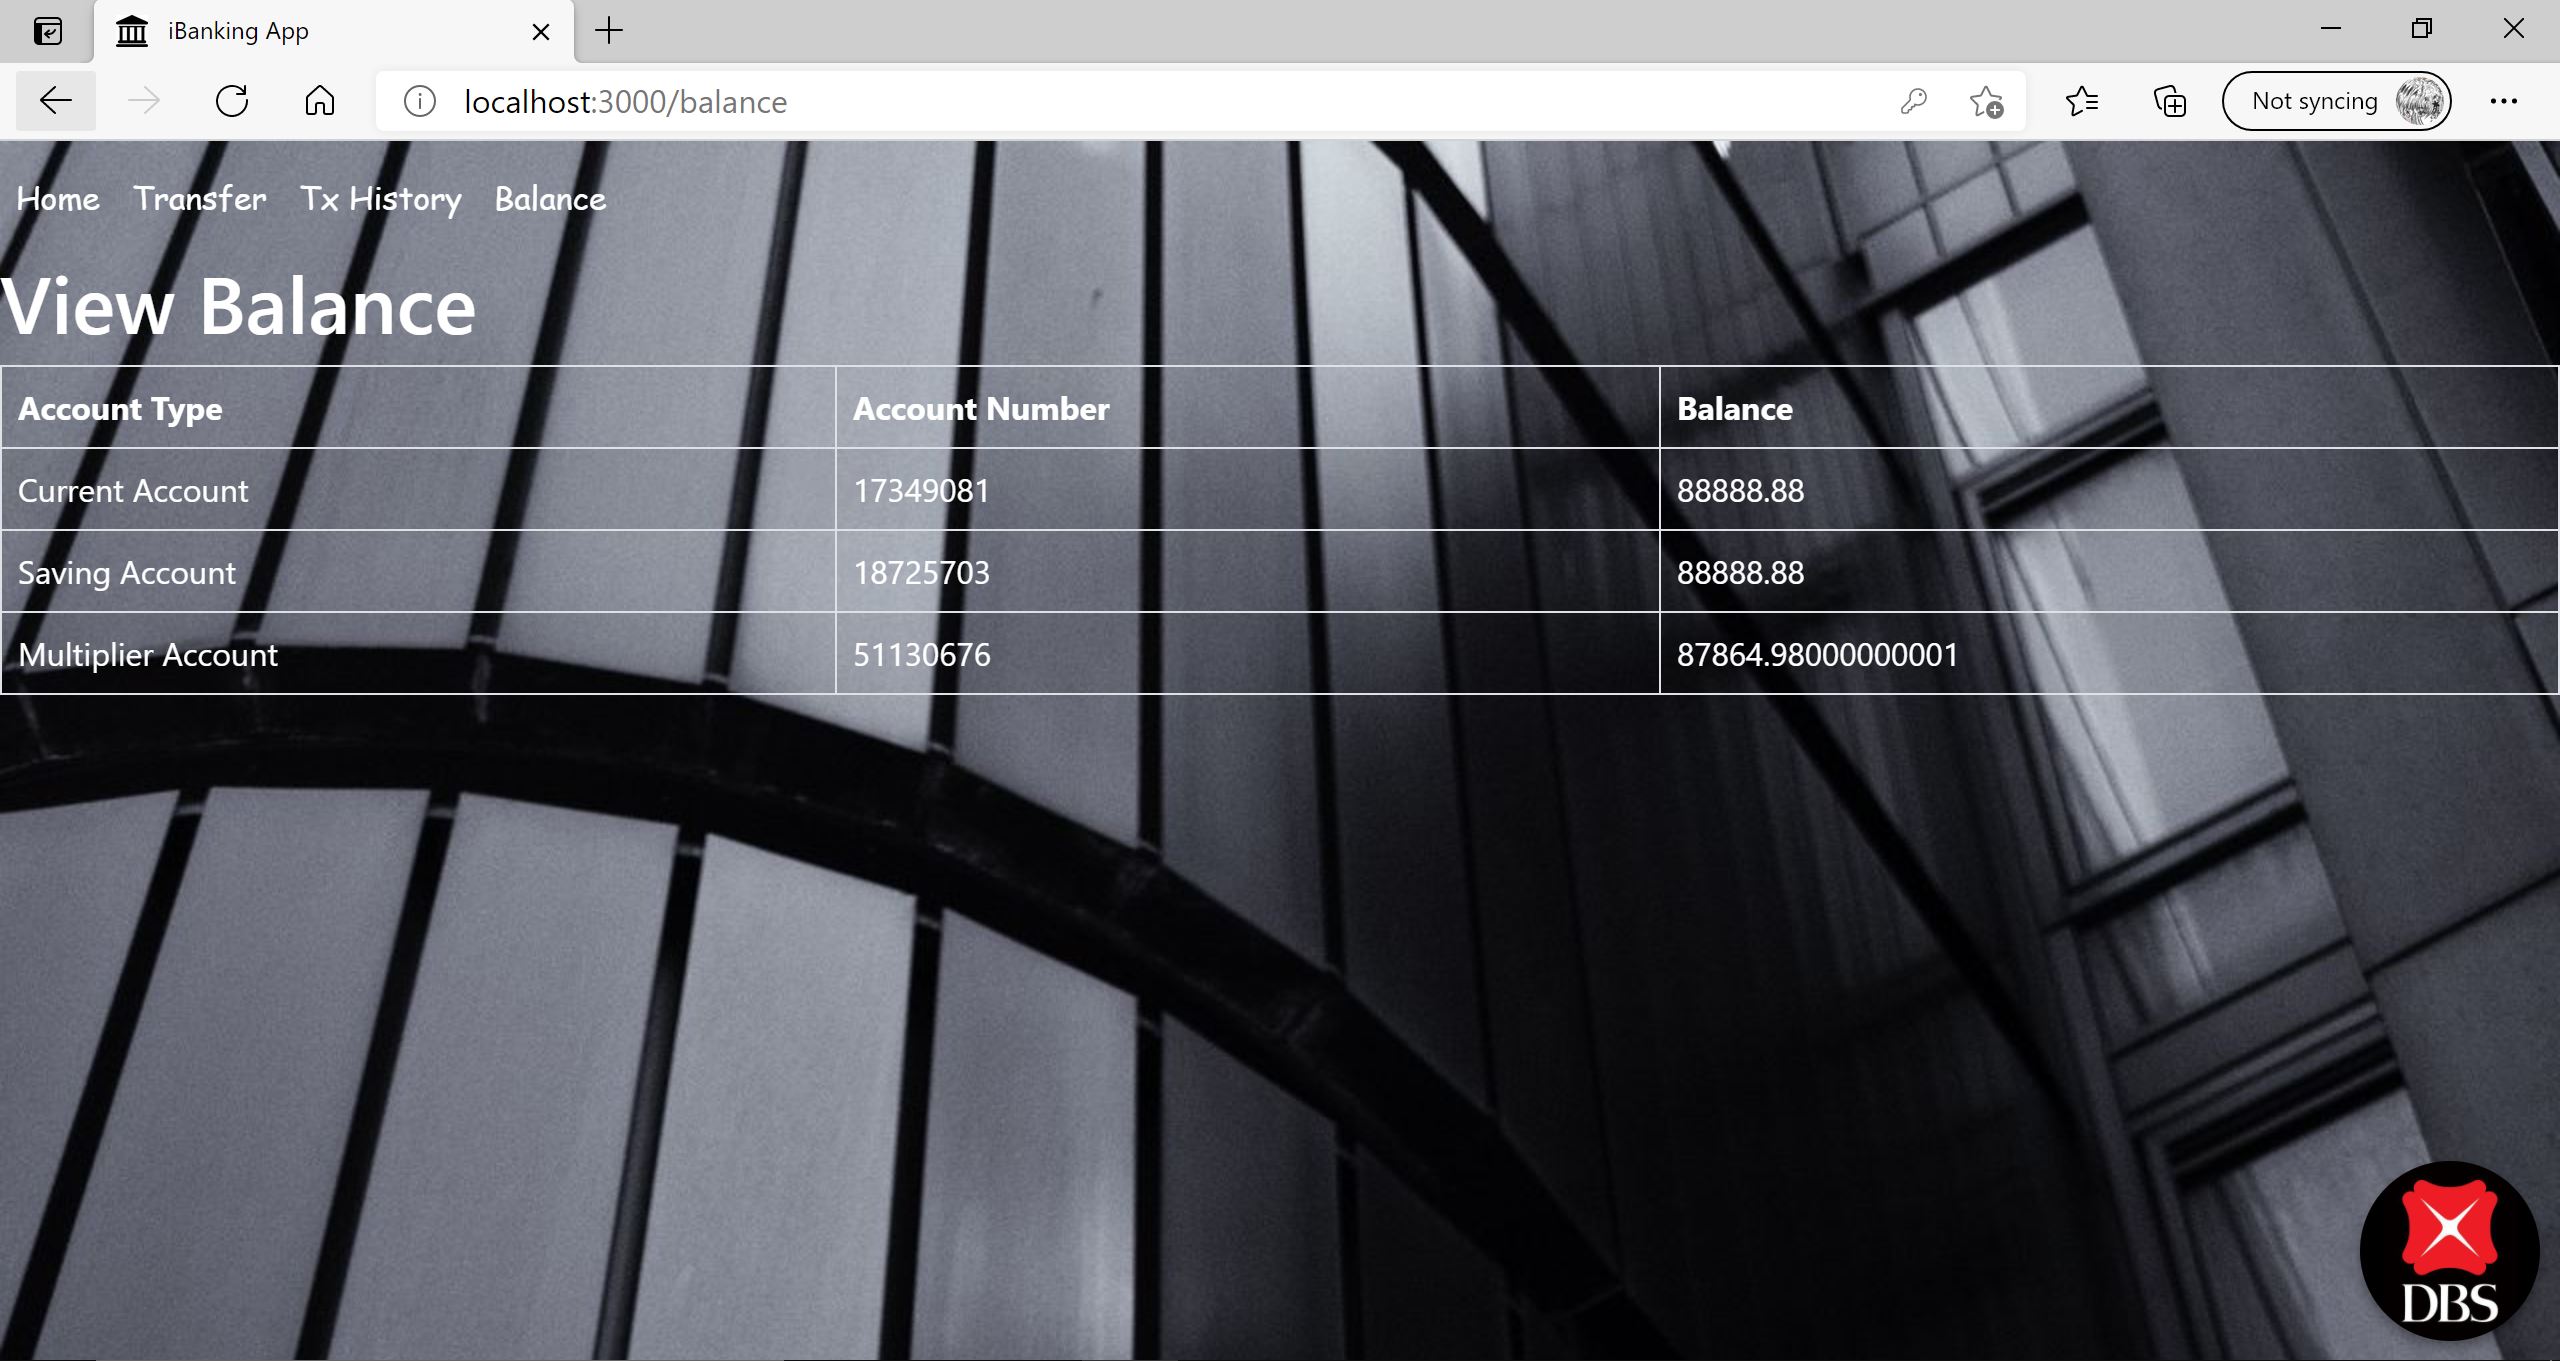 iBanking App
localhost:3000/balance
Not syncing
Home Transfer Tx History Balance
View Balance
Account Type Account Number Balance
Current Account 17349081 88888.88
Saving Account 18725703 88888.88
Multiplier Account 51130676 87864.98000000001
DBS